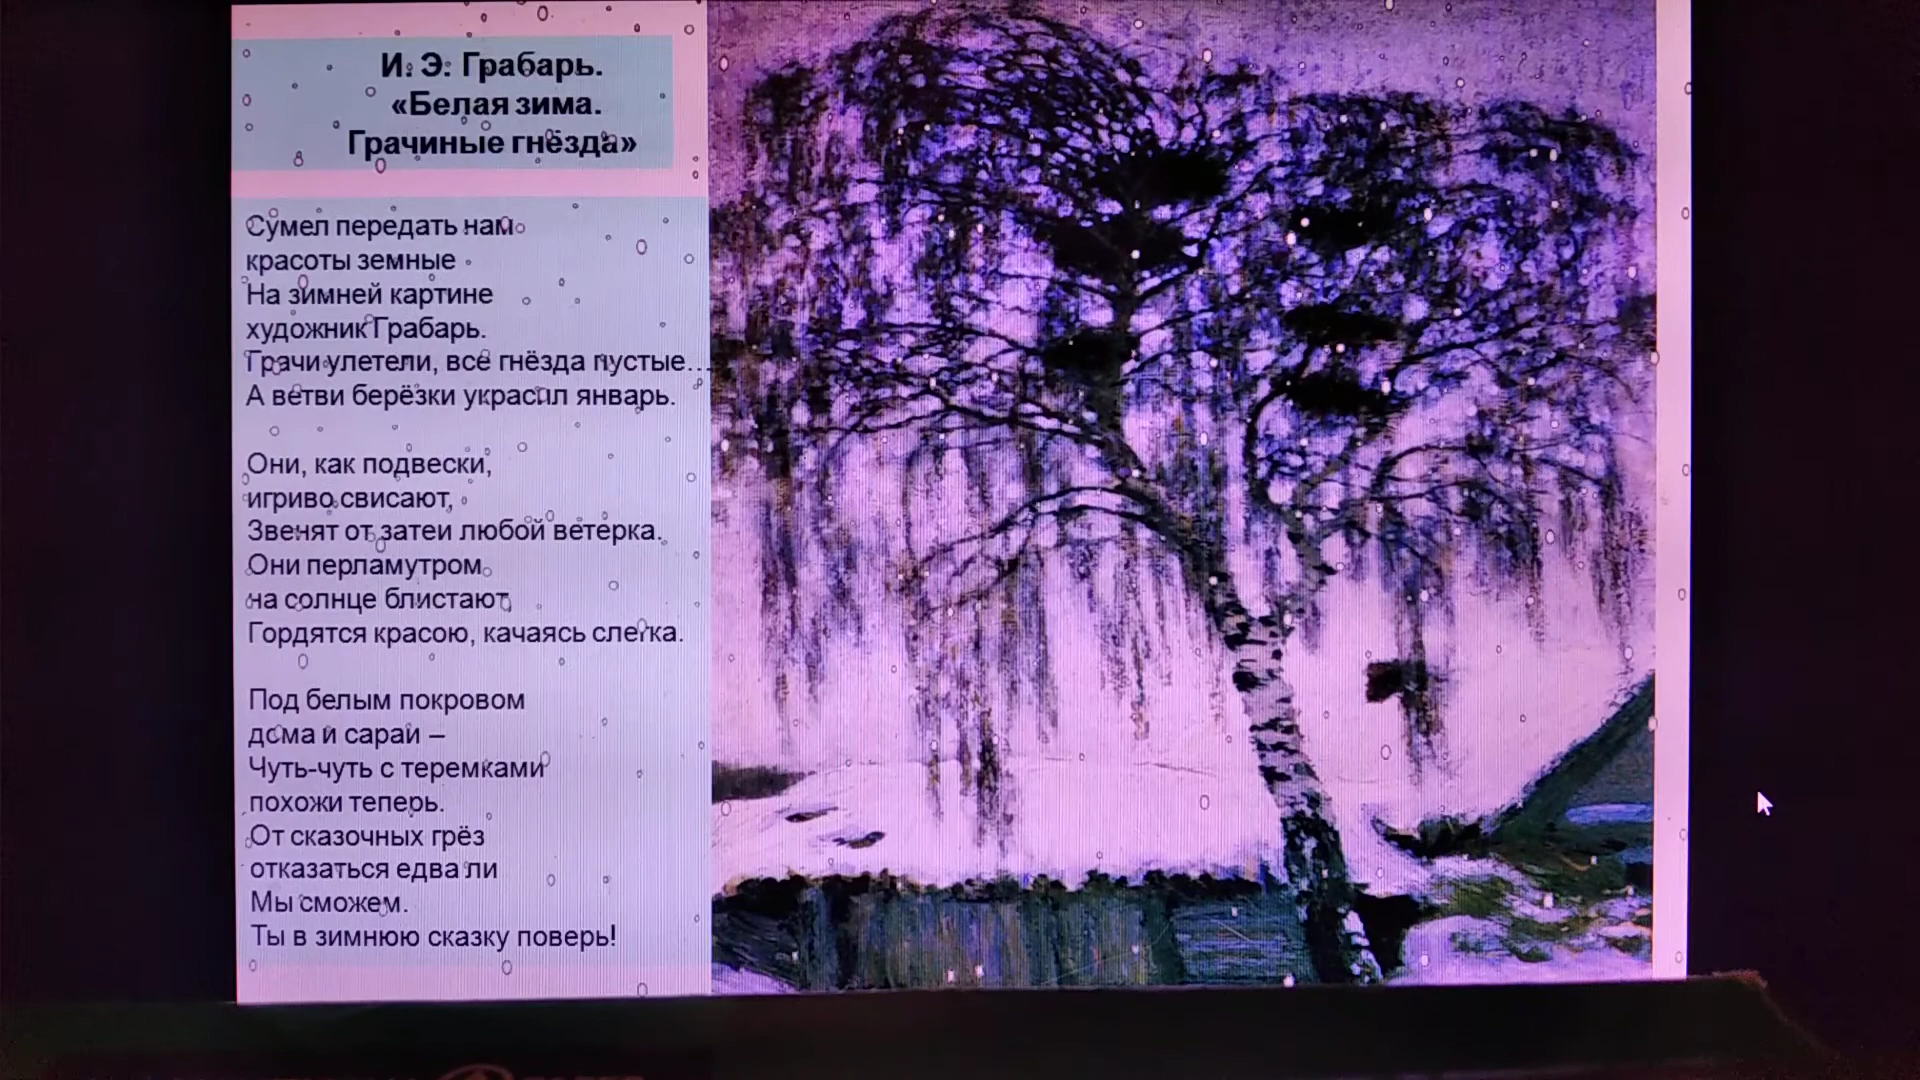 И. Э. Грабарь.
«Белая зима.
Грачиные гнёзда»
Сумел передать нам
красоты земные
На зимней картине
художник Грабарь.
Грачи улетели, все гнёзда пустые...
А ветви берёзки украсил январь.
Они, как подвески,
игриво свисают,
Звенят от затеи любой ветерка.
Они перламутром
на солнце блистают,
Гордятся красою, качаясь слегка.
Под белым покровом
дома и сараи –
Чуть-чуть с теремками
похожи теперь.
От сказочных грёз
отказаться едва ли
Мы сможем.
Ты в зимнюю сказку поверь!